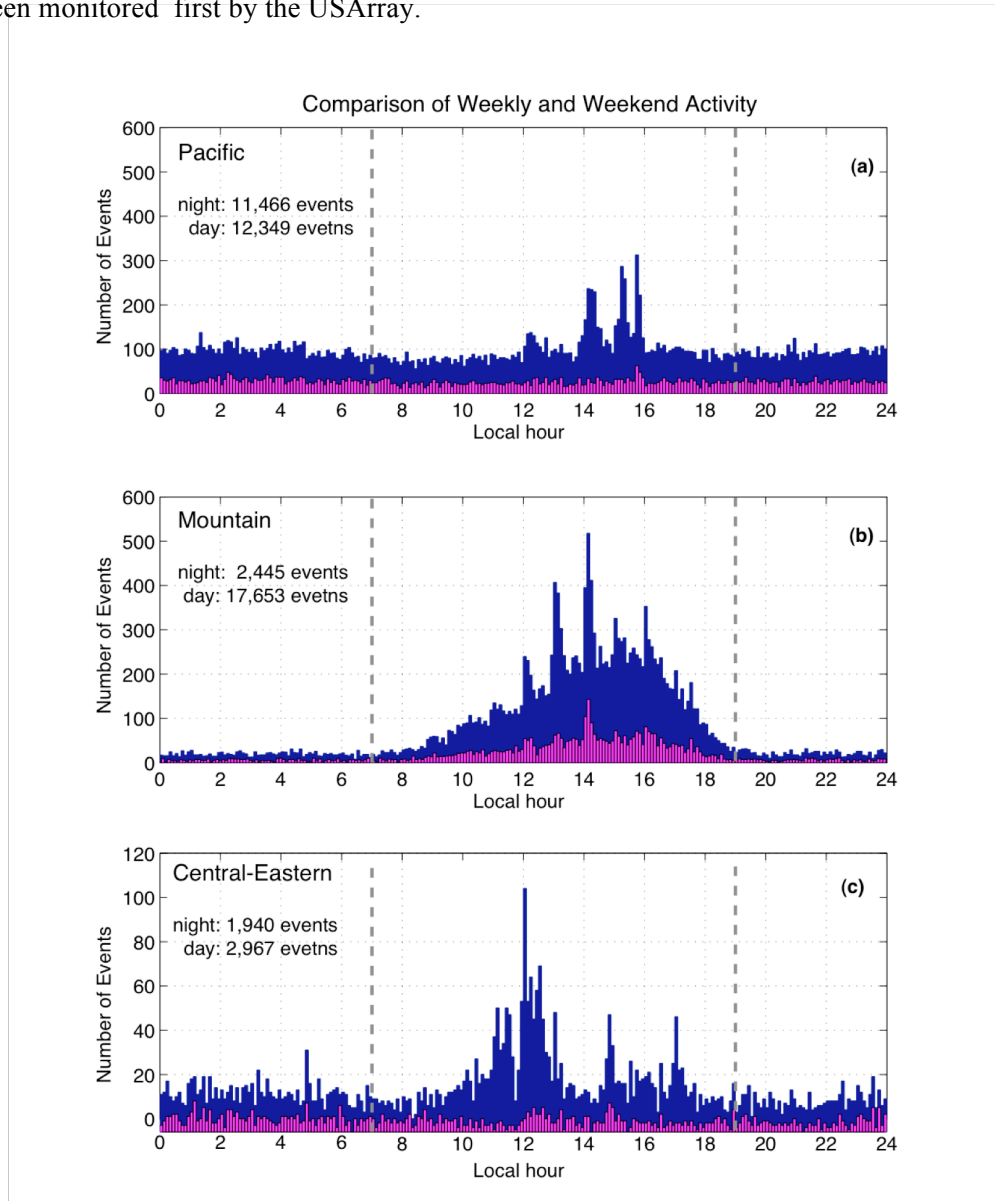 een monitored first by the USArray.
Comparison of Weekly and Weekend Activity
600
500
400
300
200
100
0
Number of Events
Pacific
(a)
night: 11,466 events
day: 12,349 evetns
0 2 4 6 8 10 12 14 16 18 20 22 24
Local hour
600
500
400
300
200
100
0
Number of Events
Mountain
(b)
night: 2,445 events
day: 17,653 evetns
0 2 4 6 8 10 12 14 16 18 20 22 24
Local hour
120
100
80
60
40
20
0
Number of Events
Central-Eastern
(c)
night: 1,940 events
day: 2,967 evetns
0 2 4 6 8 10 12 14 16 18 20 22 24
Local hour